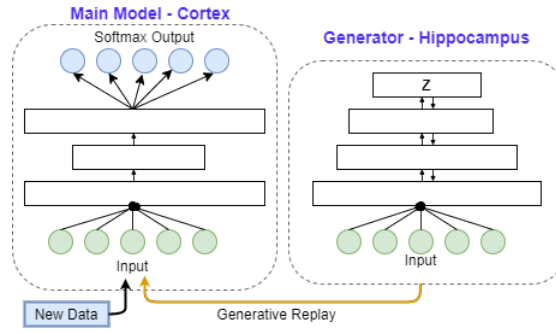 Main Model - Cortex
Softmax Output
Input
New Data
Generator - Hippocampus
Z
Input
Generative Replay